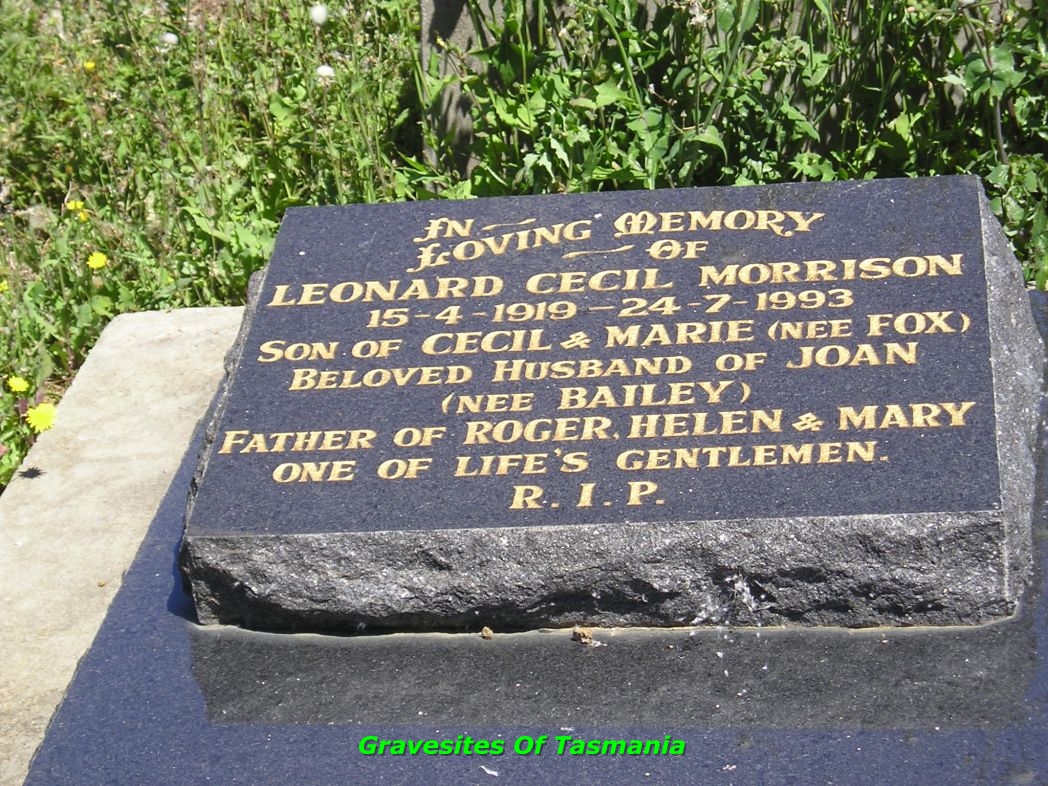 IN LOVING MEMORY
OF
LEONARD CECIL MORRISON
15-4-1919 - 24-7-1993
SON OF CECIL & MARIE (NEE FOX)
BELOVED HUSBAND OF JOAN
(NEE BAILEY)
FATHER OF ROGER, HELEN & MARY
ONE OF LIFE'S GENTLEMEN.
R. I. P.
Gravesites Of Tasmania